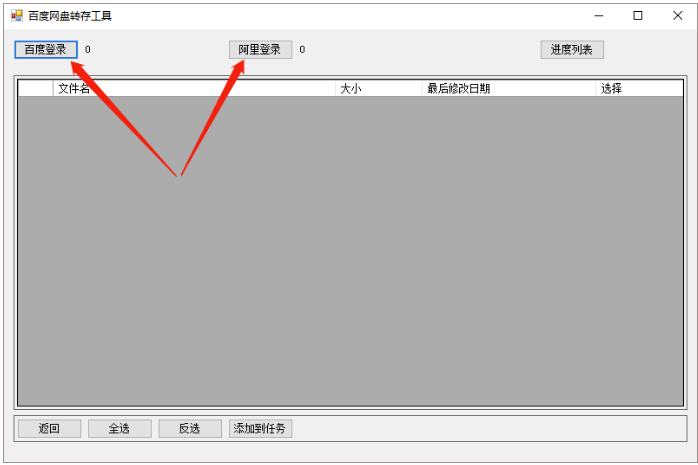 百度网盘转存工具
百度登录 0 阿里登录 0 进度列表
文件名 大小 最后修改日期 选择
返回 全选 反选 添加到任务